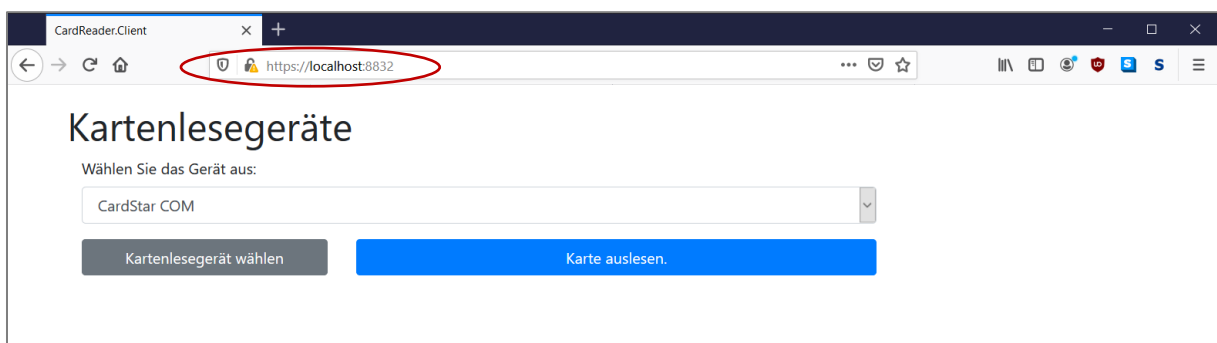 CardReader.Client
https://localhost:8832
Kartenlesegeräte
Wählen Sie das Gerät aus:
CardStar COM
Kartenlesegerät wählen Karte auslesen.